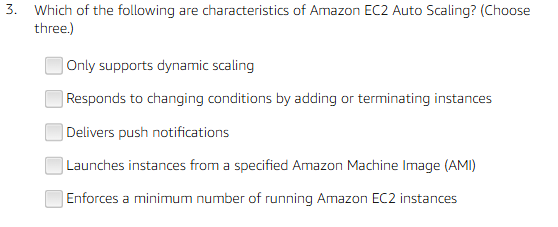 3. Which of the following are characteristics of Amazon EC2 Auto Scaling? (Choose
three.)
Only supports dynamic scaling
Responds to changing conditions by adding or terminating instances
Delivers push notifications
Launches instances from a specified Amazon Machine Image (AMI)
Enforces a minimum number of running Amazon EC2 instances